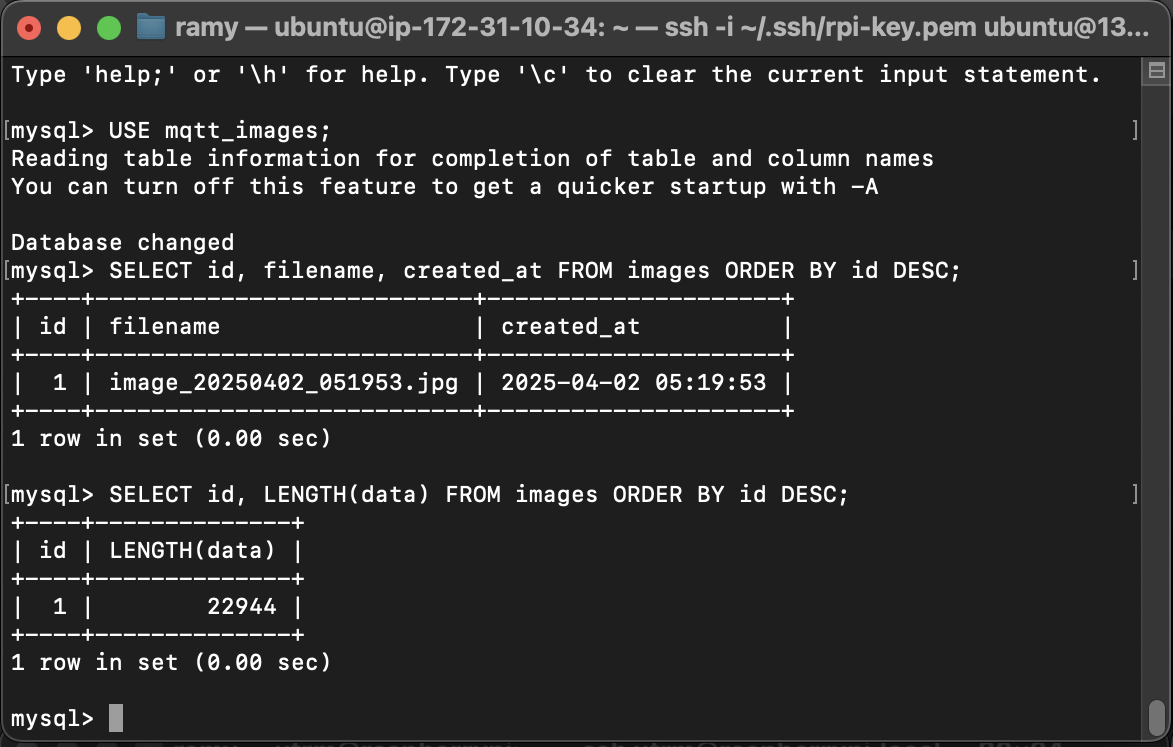 ramy — ubuntu@ip-172-31-10-34: ~ — ssh -i ~/.ssh/rpi-key.pem ubuntu@13...
Type 'help;' or '\h' for help. Type '\c' to clear the current input statement.
[mysql> USE mqtt_images; ]
Reading table information for completion of table and column names
You can turn off this feature to get a quicker startup with -A
Database changed
[mysql> SELECT id, filename, created_at FROM images ORDER BY id DESC; ]
+----+---------------------------+---------------------+
| id | filename                  | created_at          |
+----+---------------------------+---------------------+
|  1 | image_20250402_051953.jpg | 2025-04-02 05:19:53 |
+----+---------------------------+---------------------+
1 row in set (0.00 sec)
[mysql> SELECT id, LENGTH(data) FROM images ORDER BY id DESC; ]
+----+--------------+
| id | LENGTH(data) |
+----+--------------+
|  1 |        22944 |
+----+--------------+
1 row in set (0.00 sec)
mysql>